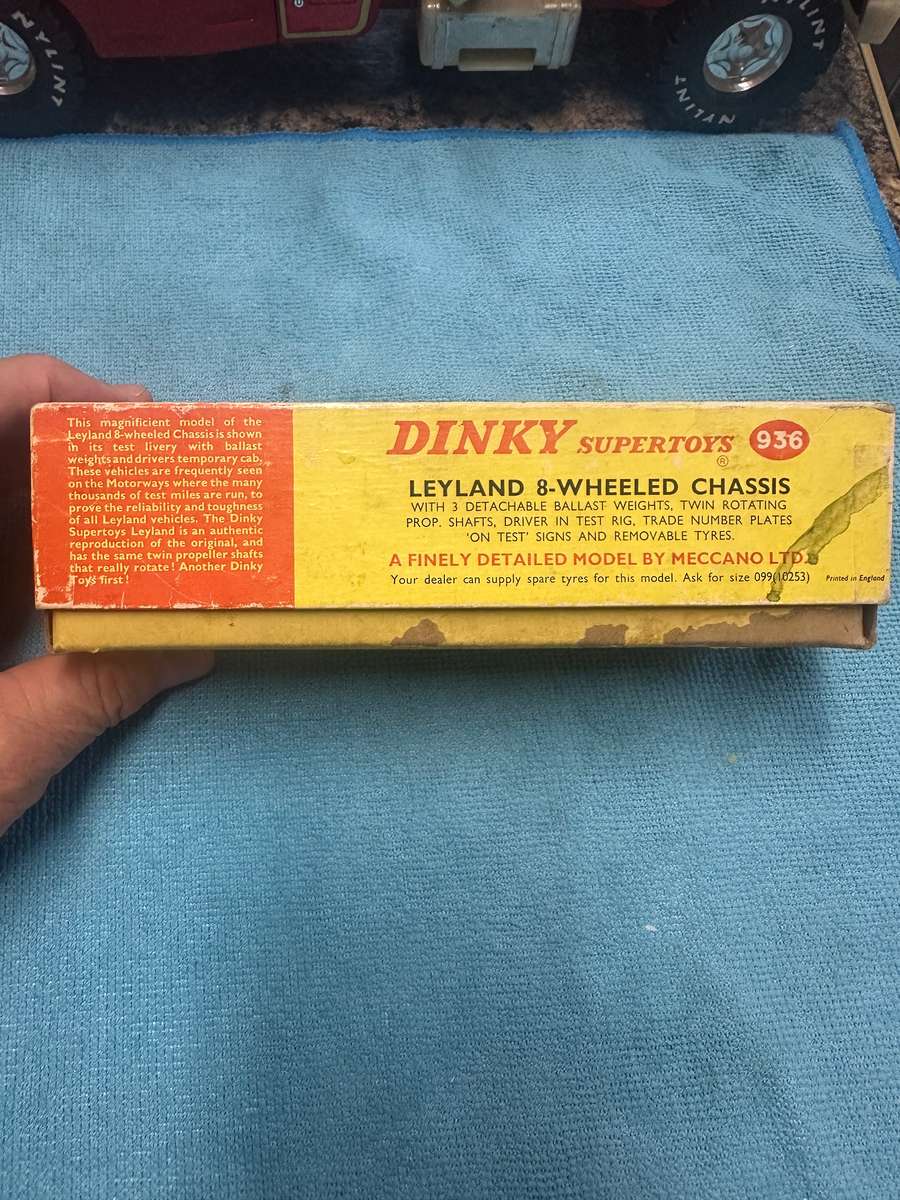 NYLINT
NYLINT
NYLINT
This magnificient model of the
Leyland 8-wheeled Chassis is shown
in its test livery with ballast
weights and drivers temporary cab,
These vehicles are frequently seen
on the Motorways where the many
thousands of test miles are run, to
prove the reliability and toughness
of all Leyland vehicles. The Dinky
Supertoys Leyland is an authentic
reproduction of the original, and
has the same twin propeller shafts
that really rotate! Another Dinky
Toys first!
DINKY SUPERTOYS ® 936
LEYLAND 8-WHEELED CHASSIS
WITH 3 DETACHABLE BALLAST WEIGHTS, TWIN ROTATING
PROP. SHAFTS, DRIVER IN TEST RIG, TRADE NUMBER PLATES
'ON TEST' SIGNS AND REMOVABLE TYRES.
A FINELY DETAILED MODEL BY MECCANO LTD.
Your dealer can supply spare tyres for this model. Ask for size 099(10253)
Printed in England